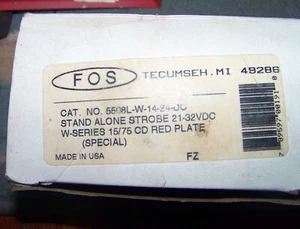 FOS TECUMSEH, MI 49286
CAT. NO. 5508L-W-14-24-DC
STAND ALONE STROBE 21-32VDC
W-SERIES 15/75 CD RED PLATE
(SPECIAL)
MADE IN USA FZ